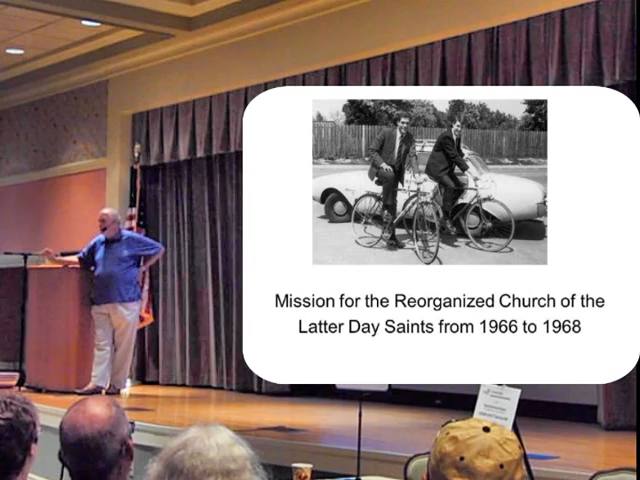 Mission for the Reorganized Church of the
Latter Day Saints from 1966 to 1968